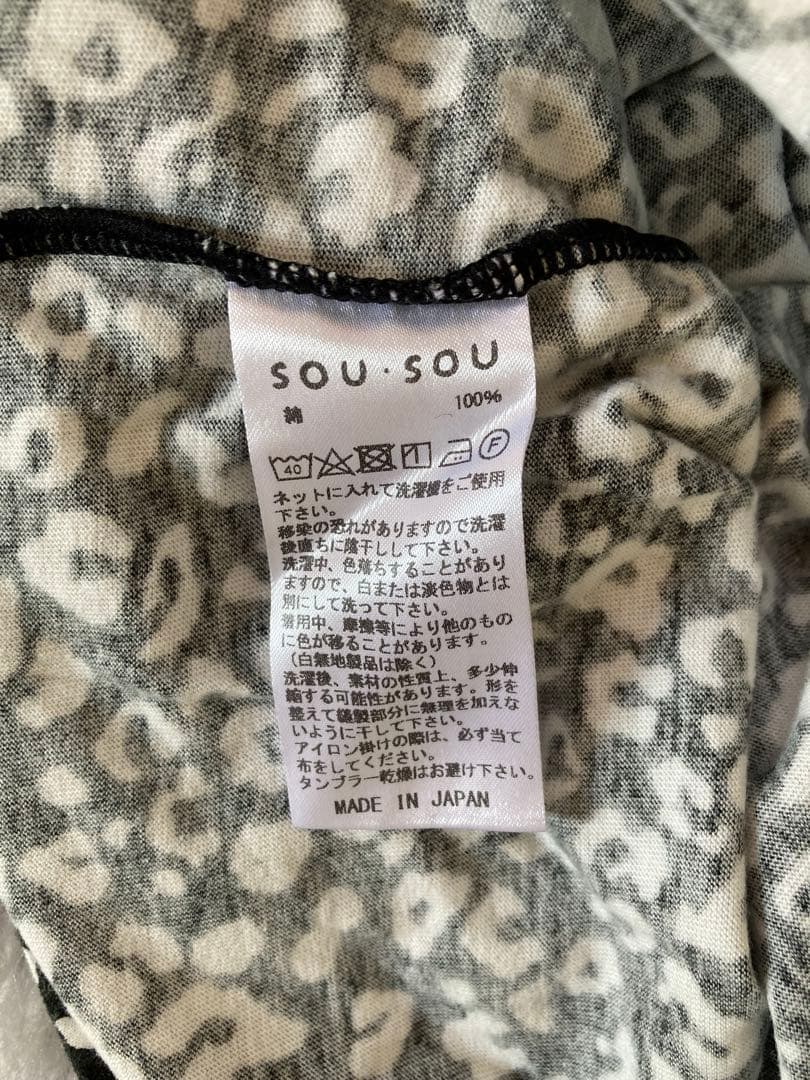 SOU・SOU
綿 100%
40 F
ネットに入れて洗濯機をご使用
下さい。
移染の恐れがありますので洗濯
後直ちに陰干しして下さい。
洗濯中、色落ちすることがあり
ますので、白または淡色物とは
別にして洗って下さい。
着用中、摩擦等により他のもの
に色が移ることがあります。
(白無地製品は除く)
洗濯後、素材の性質上、多少伸
縮する可能性があります。形を
整えて縫製部分に無理を加えな
いように干して下さい。
アイロン掛けの際は、必ず当て
布をしてください。
タンブラー乾燥はお避け下さい。
MADE IN JAPAN